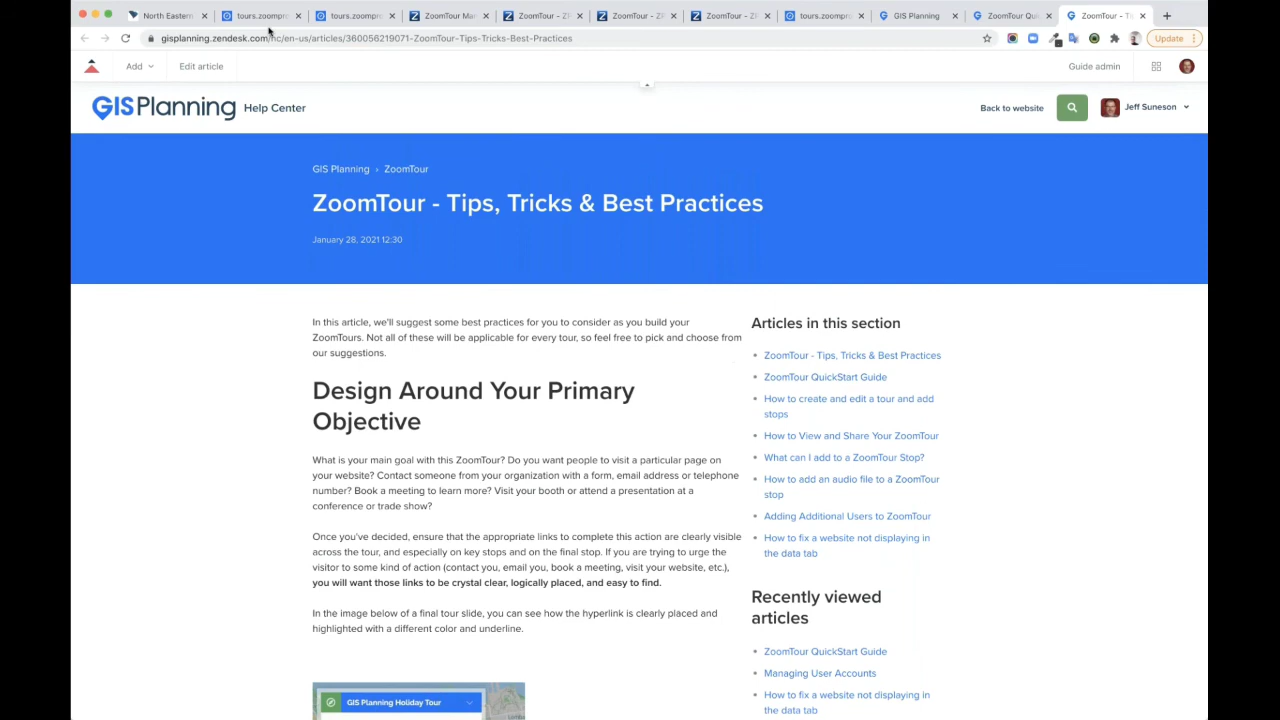 North Eastern
tours.zoompro
tours.zoompro
ZoomTour Ma
ZoomTour - ZP
ZoomTour - ZP
ZoomTour - ZP
tours.zoompro
GIS Planning
ZoomTour Quic
ZoomTour - Ti
gisplanning.zendesk.com/hc/en-us/articles/360056219071-ZoomTour-Tips-Tricks-Best-Practices
Update
Add
Edit article
Guide admin
GISPlanning Help Center
Back to website
Jeff Suneson
GIS Planning › ZoomTour
ZoomTour - Tips, Tricks & Best Practices
January 28, 2021 12:30
In this article, we'll suggest some best practices for you to consider as you build your
ZoomTours. Not all of these will be applicable for every tour, so feel free to pick and choose from
our suggestions.
Design Around Your Primary
Objective
What is your main goal with this ZoomTour? Do you want people to visit a particular page on
your website? Contact someone from your organization with a form, email address or telephone
number? Book a meeting to learn more? Visit your booth or attend a presentation at a
conference or trade show?
Once you've decided, ensure that the appropriate links to complete this action are clearly visible
across the tour, and especially on key stops and on the final stop. If you are trying to urge the
visitor to some kind of action (contact you, email you, book a meeting, visit your website, etc.),
you will want those links to be crystal clear, logically placed, and easy to find.
In the image below of a final tour slide, you can see how the hyperlink is clearly placed and
highlighted with a different color and underline.
GIS Planning Holiday Tour
Articles in this section
ZoomTour - Tips, Tricks & Best Practices
ZoomTour QuickStart Guide
How to create and edit a tour and add
stops
How to View and Share Your ZoomTour
What can I add to a ZoomTour Stop?
How to add an audio file to a ZoomTour
stop
Adding Additional Users to ZoomTour
How to fix a website not displaying in
the data tab
Recently viewed
articles
ZoomTour QuickStart Guide
Managing User Accounts
How to fix a website not displaying in
the data tab